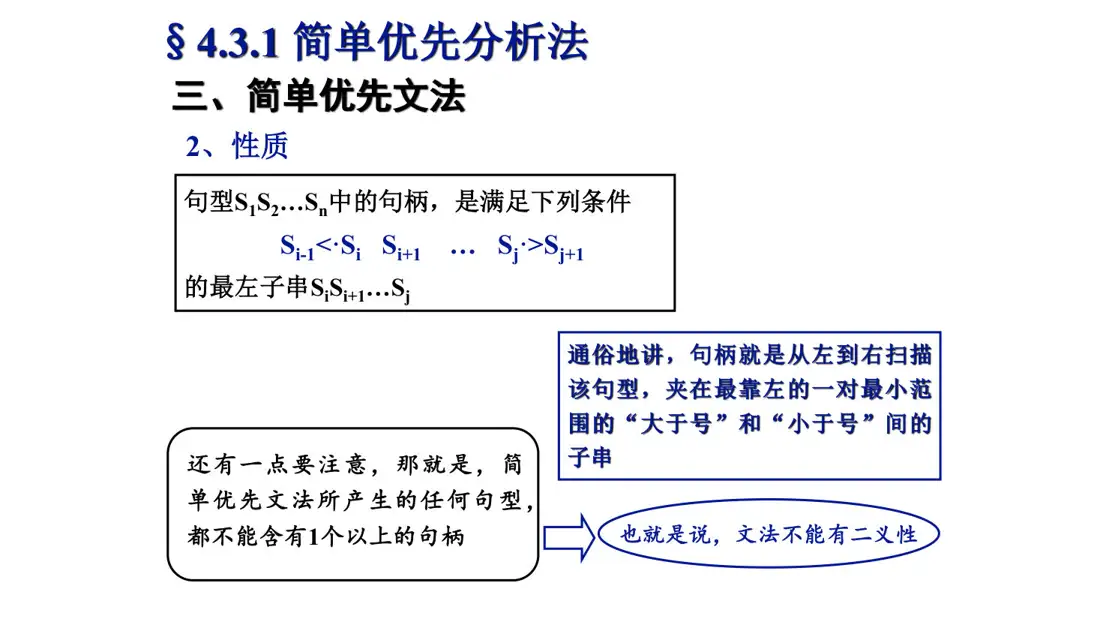 §4.3.1 简单优先分析法
三、简单优先文法
2、性质
句型S₁S₂…Sₙ中的句柄，是满足下列条件
Sᵢ₋₁<·Sᵢ Sᵢ₊₁ … Sⱼ·>Sⱼ₊₁
的最左子串SᵢSᵢ₊₁…Sⱼ
通俗地讲，句柄就是从左到右扫描
该句型，夹在最靠左的一对最小范
围的“大于号”和“小于号”间的
子串
还有一点要注意，那就是，简
单优先文法所产生的任何句型，
都不能含有1个以上的句柄
也就是说，文法不能有二义性